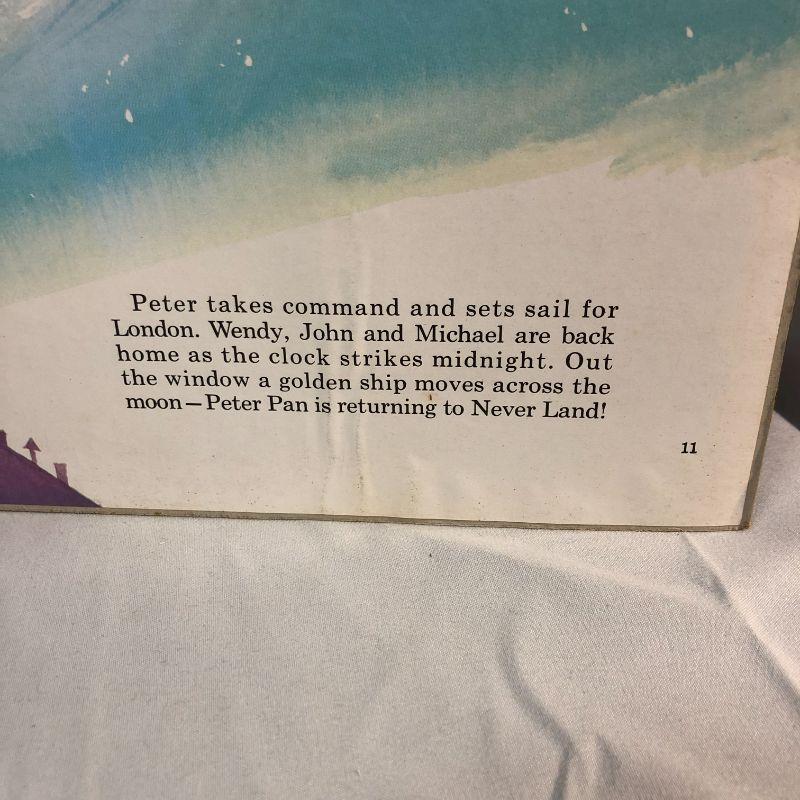 Peter takes command and sets sail for
London. Wendy, John and Michael are back
home as the clock strikes midnight. Out
the window a golden ship moves across the
moon—Peter Pan is returning to Never Land!
11